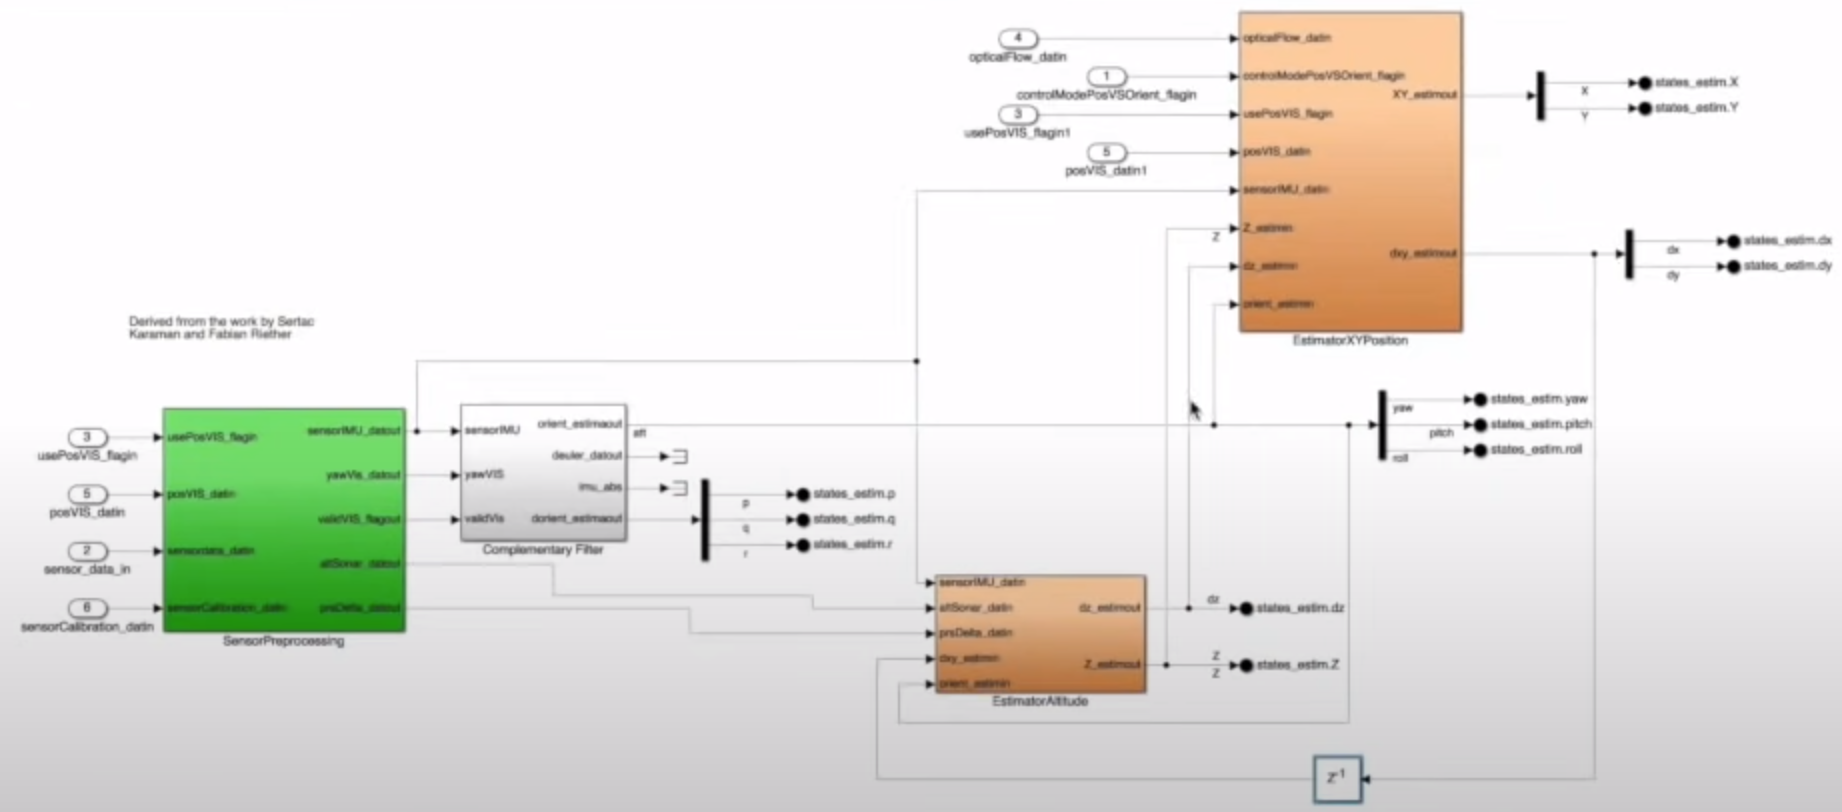 4
opticalFlow_datin
1
controlModePosVSOrient_flagin
3
usePosVIS_flagin1
5
posVIS_datin1
opticalFlow_datin
controlModePosVSOrient_flagin
usePosVIS_flagin
posVIS_datin
sensorIMU_datin
Z
Z_estimin
dz_estimin
orient_estimin
XY_estimout
dxy_estimout
EstimatorXYPosition
X
Y
states_estim.X
states_estim.Y
dx
dy
states_estim.dx
states_estim.dy
Derived frrom the work by Sertac
Karaman and Fabian Riether
3
usePosVIS_flagin
5
posVIS_datin
2
sensor_data_in
6
sensorCalibration_datin
usePosVIS_flagin
posVIS_datin
sensordata_datin
sensorCalibration_datin
sensorIMU_datout
yawVis_datout
validVIS_flagout
altSonar_datout
prsDelta_datout
SensorPreprocessing
sensorIMU
yawVIS
validVis
orient_estimaout
deuler_datout
imu_abs
dorient_estimaout
Complementary Filter
att
p
q
r
states_estim.p
states_estim.q
states_estim.r
yaw
pitch
roll
states_estim.yaw
states_estim.pitch
states_estim.roll
sensorIMU_datin
altSonar_datin
prsDelta_datin
dxy_estimin
orient_estimin
dz_estimout
Z_estimout
EstimatorAltitude
dz
states_estim.dz
Z
Z
states_estim.Z
Z-1